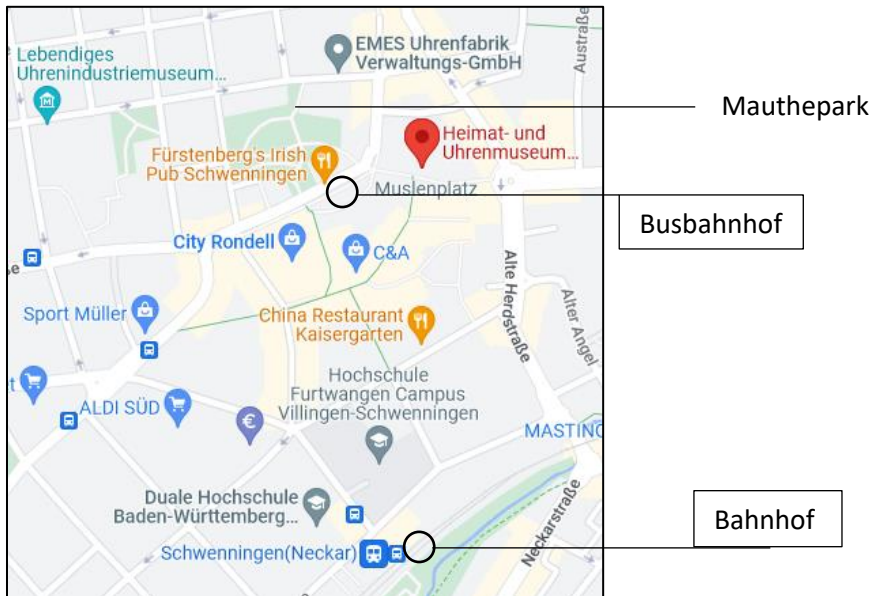 Lebendiges
Uhrenindustriemuseum...
EMES Uhrenfabrik
Verwaltungs-GmbH
Austraße
Mauthepark
Heimat- und
Uhrenmuseum...
Fürstenberg's Irish
Pub Schwenningen
Muslenplatz
Busbahnhof
City Rondell
C&A
Alte Herdstraße
Alter Angel
Sport Müller
China Restaurant
Kaisergarten
Hochschule
Furtwangen Campus
Villingen-Schwenningen
ALDI SÜD
€
MASTINO
Duale Hochschule
Baden-Württemberg...
Neckarstraße
Bahnhof
Schwenningen(Neckar)